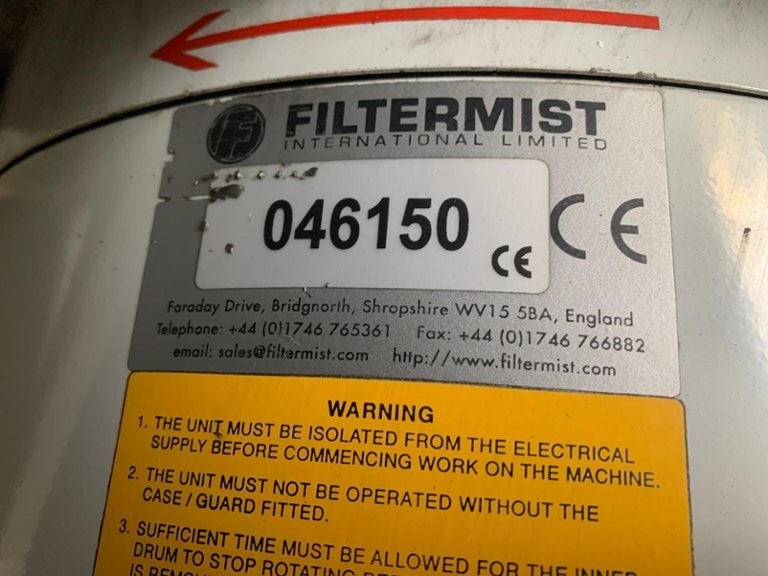 FILTERMIST
INTERNATIONAL LIMITED
046150
CE
CE
Faraday Drive, Bridgnorth, Shropshire WV15 5BA, England
Telephone: +44 (0)1746 765361 Fax: +44 (0)1746 766882
email: sales@filtermist.com http://www.filtermist.com
WARNING
1. THE UNIT MUST BE ISOLATED FROM THE ELECTRICAL
SUPPLY BEFORE COMMENCING WORK ON THE MACHINE.
2. THE UNIT MUST NOT BE OPERATED WITHOUT THE
CASE / GUARD FITTED.
3. SUFFICIENT TIME MUST BE ALLOWED FOR THE INNER
DRUM TO STOP ROTATING
IS